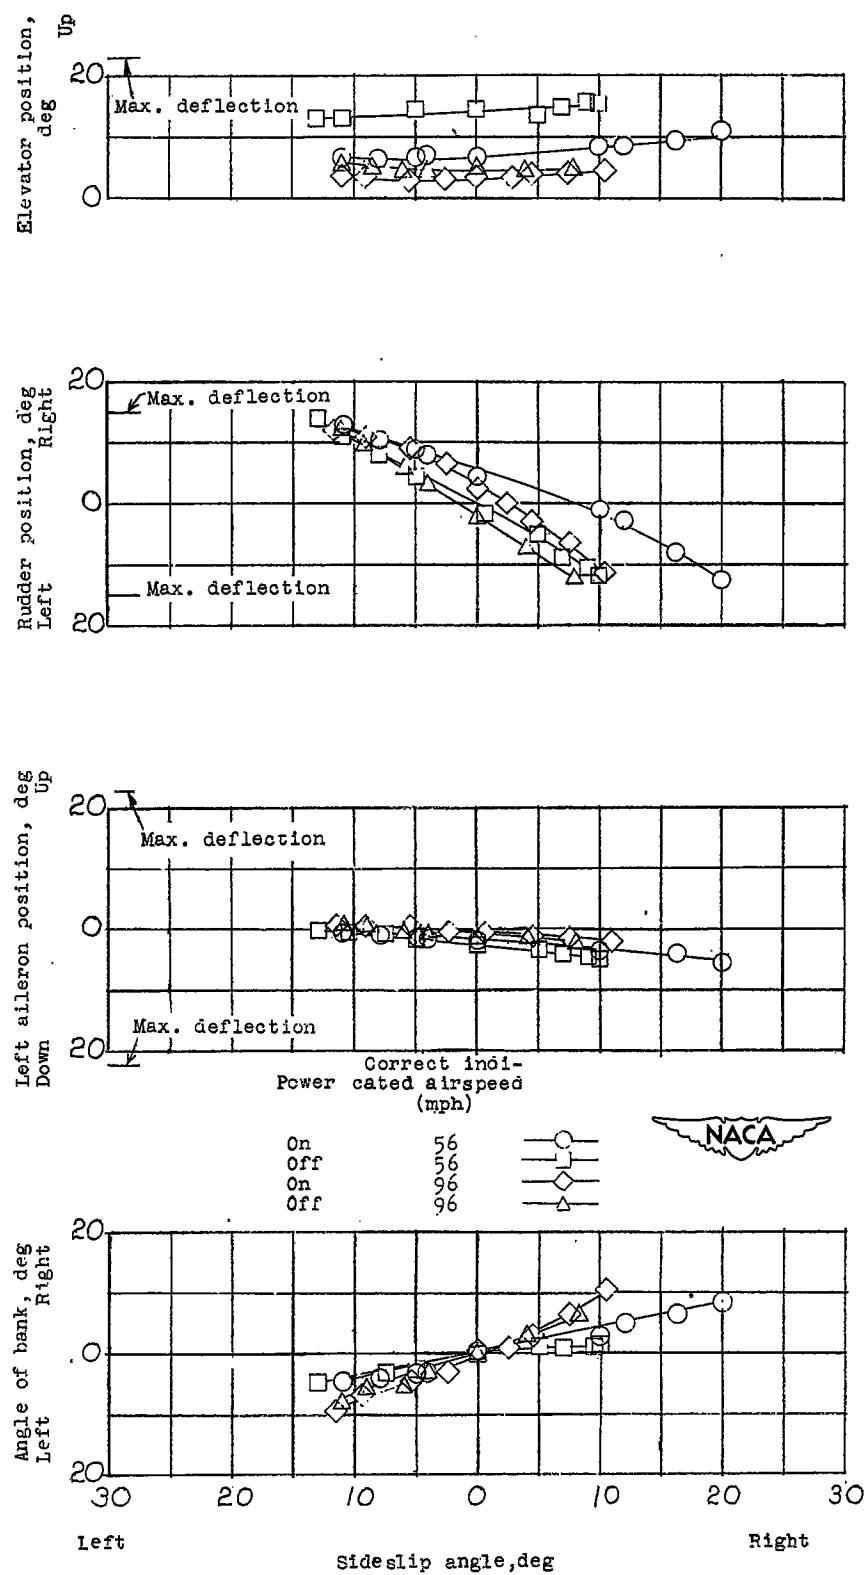 Elevator position,
deg
Up
20
Max. deflection
0
Rudder position, deg
Left Right
20
Max. deflection
0
Max. deflection
20
Left aileron position, deg
Down Up
20
Max. deflection
0
Max. deflection
20
Correct indi-
Power cated airspeed
(mph)
On 56
Off 56
On 96
Off 96
NACA
Angle of bank, deg
Left Right
20
0
20
30 20 10 0 10 20 30
Left Right
Sideslip angle,deg